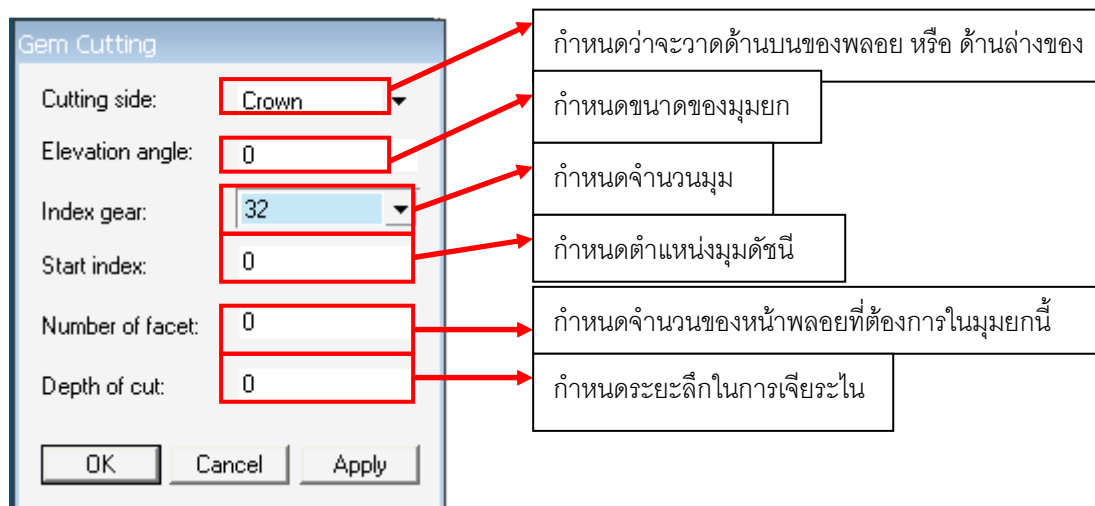 Gem Cutting
Cutting side: Crown
Elevation angle: 0
Index gear: 32
Start index: 0
Number of facet: 0
Depth of cut: 0
OK Cancel Apply
กำหนดว่าจะวาดด้านบนของพลอย หรือ ด้านล่างของ
กำหนดขนาดของมุมยก
กำหนดจำนวนมุม
กำหนดตำแหน่งมุมดัชนี
กำหนดจำนวนของหน้าพลอยที่ต้องการในมุมยกนี้
กำหนดระยะลึกในการเจียระไน